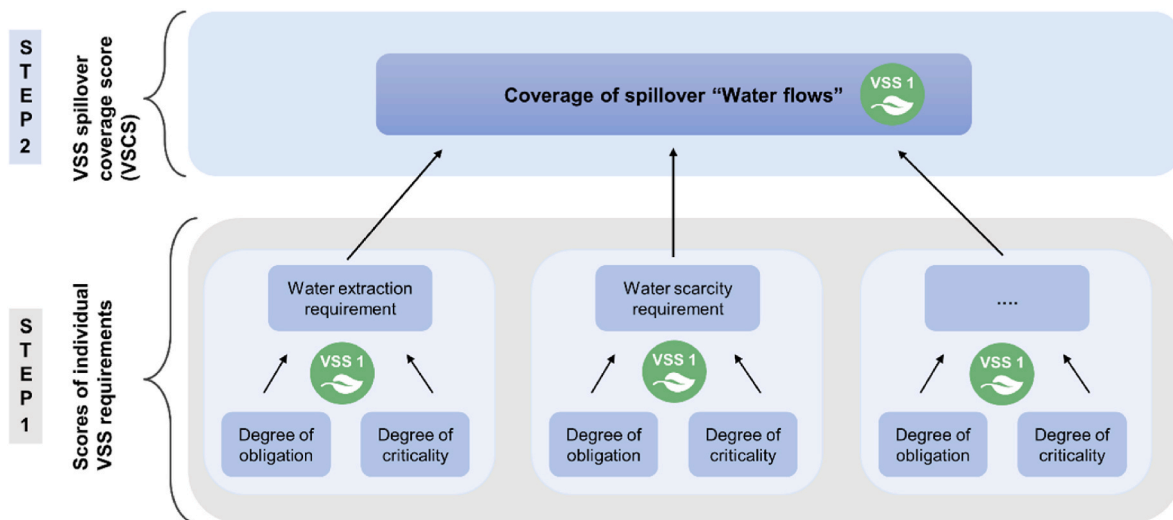 STEP 2
VSS spillover
coverage score
(VSCS)
Coverage of spillover “Water flows”
VSS 1
STEP 1
Scores of individual
VSS requirements
Water extraction
requirement
VSS 1
Degree of
obligation
Degree of
criticality
Water scarcity
requirement
VSS 1
Degree of
obligation
Degree of
criticality
....
VSS 1
Degree of
obligation
Degree of
criticality